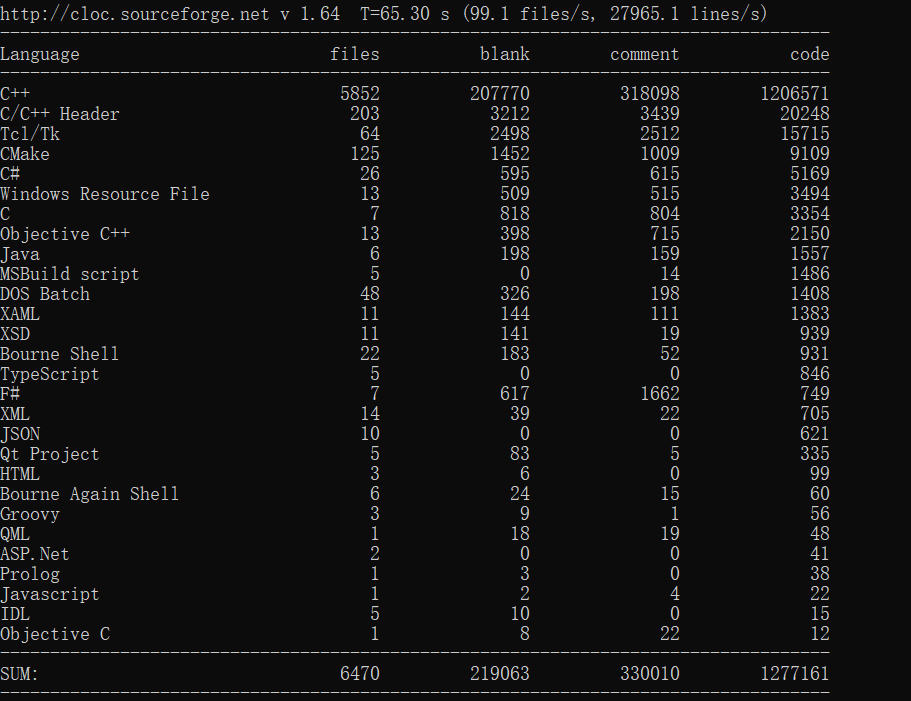 http://cloc.sourceforge.net v 1.64  T=65.30 s (99.1 files/s, 27965.1 lines/s)
-----------------------------------------------------------------------------------
Language                         files          blank        comment           code
-----------------------------------------------------------------------------------
C++                               5852         207770         318098        1206571
C/C++ Header                       203           3212           3439          20248
Tcl/Tk                              64           2498           2512          15715
CMake                              125           1452           1009           9109
C#                                  26            595            615           5169
Windows Resource File               13            509            515           3494
C                                    7            818            804           3354
Objective C++                       13            398            715           2150
Java                                 6            198            159           1557
MSBuild script                       5              0             14           1486
DOS Batch                           48            326            198           1408
XAML                                11            144            111           1383
XSD                                 11            141             19            939
Bourne Shell                        22            183             52            931
TypeScript                           5              0              0            846
F#                                   7            617           1662            749
XML                                 14             39             22            705
JSON                                10              0              0            621
Qt Project                           5             83              5            335
HTML                                 3              6              0             99
Bourne Again Shell                   6             24             15             60
Groovy                               3              9              1             56
QML                                  1             18             19             48
ASP.Net                              2              0              0             41
Prolog                               1              3              0             38
Javascript                           1              2              4             22
IDL                                  5             10              0             15
Objective C                          1              8             22             12
-----------------------------------------------------------------------------------
SUM:                              6470         219063         330010        1277161
-----------------------------------------------------------------------------------